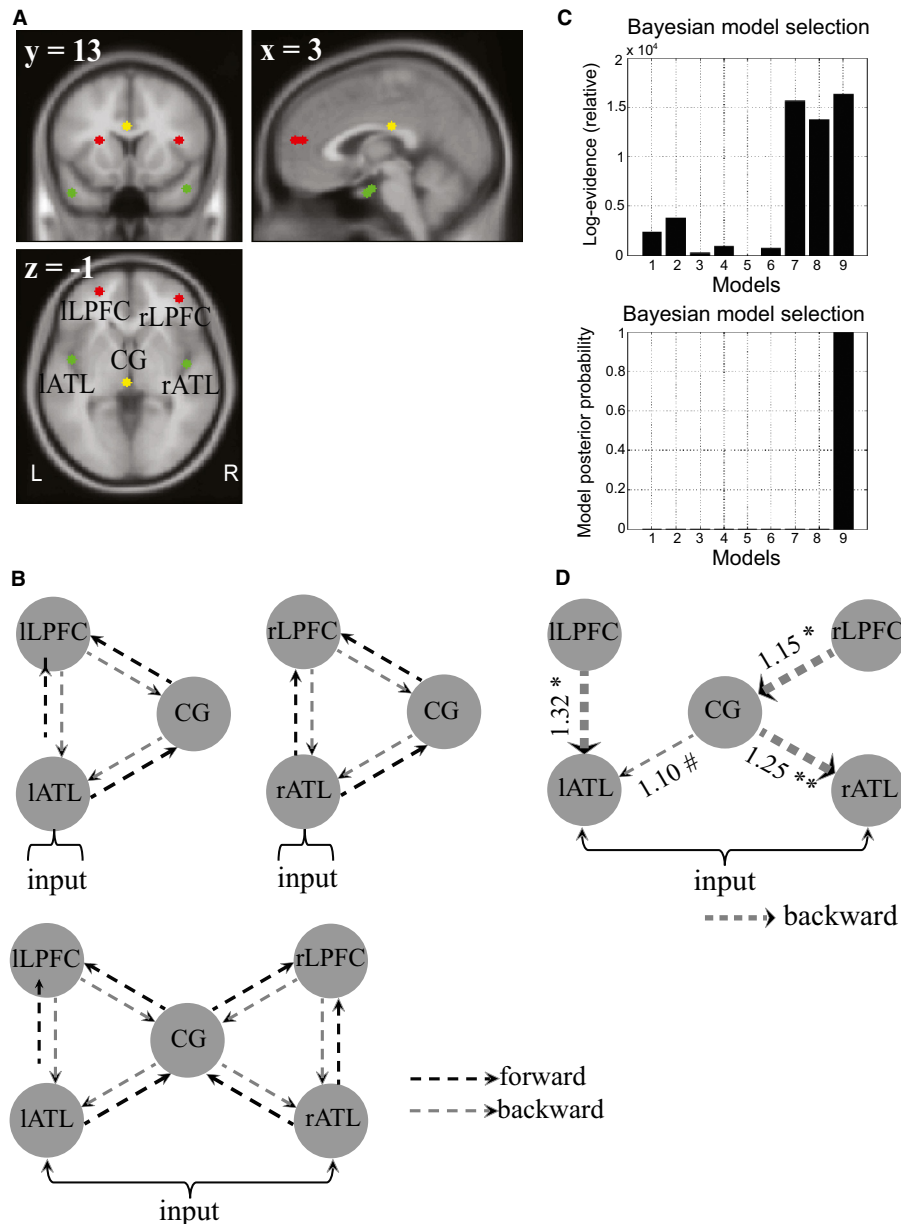 A
y = 13
x = 3
z = -1
lLPFC
rLPFC
CG
lATL
rATL
L
R
C
Bayesian model selection
x 10⁴
2
1.5
1
0.5
0
Log-evidence (relative)
1 2 3 4 5 6 7 8 9
Models
Bayesian model selection
1
0.8
0.6
0.4
0.2
0
Model posterior probability
1 2 3 4 5 6 7 8 9
Models
B
lLPFC
CG
lATL
input
rLPFC
CG
rATL
input
lLPFC
rLPFC
CG
lATL
rATL
input
forward
backward
D
lLPFC
rLPFC
1.32 *
1.15 *
CG
1.10 #
1.25 **
lATL
rATL
input
backward